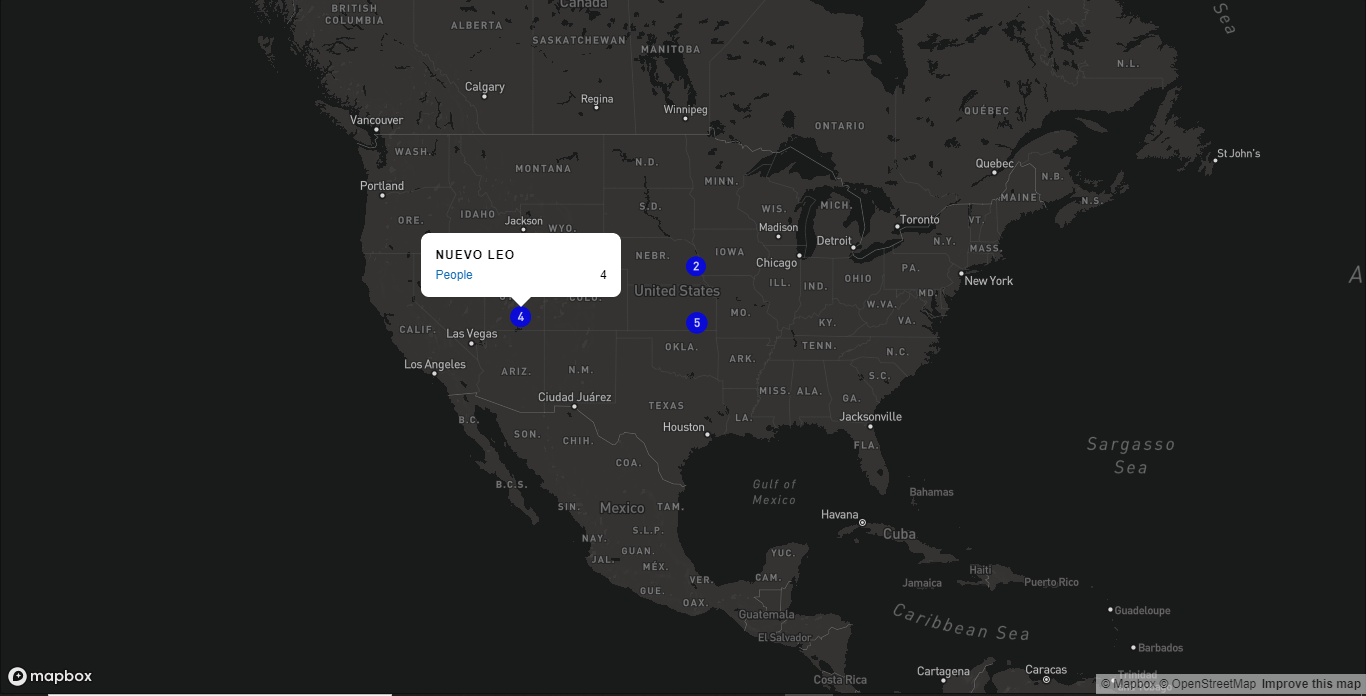 Canada
BRITISH
COLUMBIA
ALBERTA
SASKATCHEWAN
MANITOBA
Sea
N.L.
Calgary
Regina
Winnipeg
Vancouver
ONTARIO
QUÉBEC
WASH.
MONTANA
N.D.
MINN.
Quebec
St John's
N.B.
MAINE
N.S.
Portland
ORE.
IDAHO
Jackson
WYO.
S.D.
WIS.
MICH.
Madison
Toronto
VT.
Detroit
N.Y.
MASS.
NUEVO LEO
People 4
NEBR.
IOWA
Chicago
2
PA.
OHIO
ILL.
IND.
New York
United States
COLO.
MD.
W.V.A.
MO.
4
5
KY.
VA.
CALIF.
Las Vegas
OKLA.
TENN.
N.C.
ARK.
Los Angeles
ARIZ.
N.M.
S.C.
MISS.
ALA.
GA.
Ciudad Juárez
TEXAS
LA.
Jacksonville
B.C.
Houston
SON.
CHIH.
FLA.
Sargasso
Sea
COA.
B.C.S.
Gulf of
Mexico
Bahamas
SIN.
Mexico
TAM.
Havana
S.L.P.
Cuba
NAY.
GUAN.
JAL.
YUC.
MÉX.
CAM.
VER.
Haiti
Jamaica
Puerto Rico
GUE.
OAX.
Guatemala
Caribbean Sea
Guadeloupe
El Salvador
Barbados
Costa Rica
Cartagena
Caracas
Trinidad
A
mapbox
© Mapbox © OpenStreetMap Improve this map